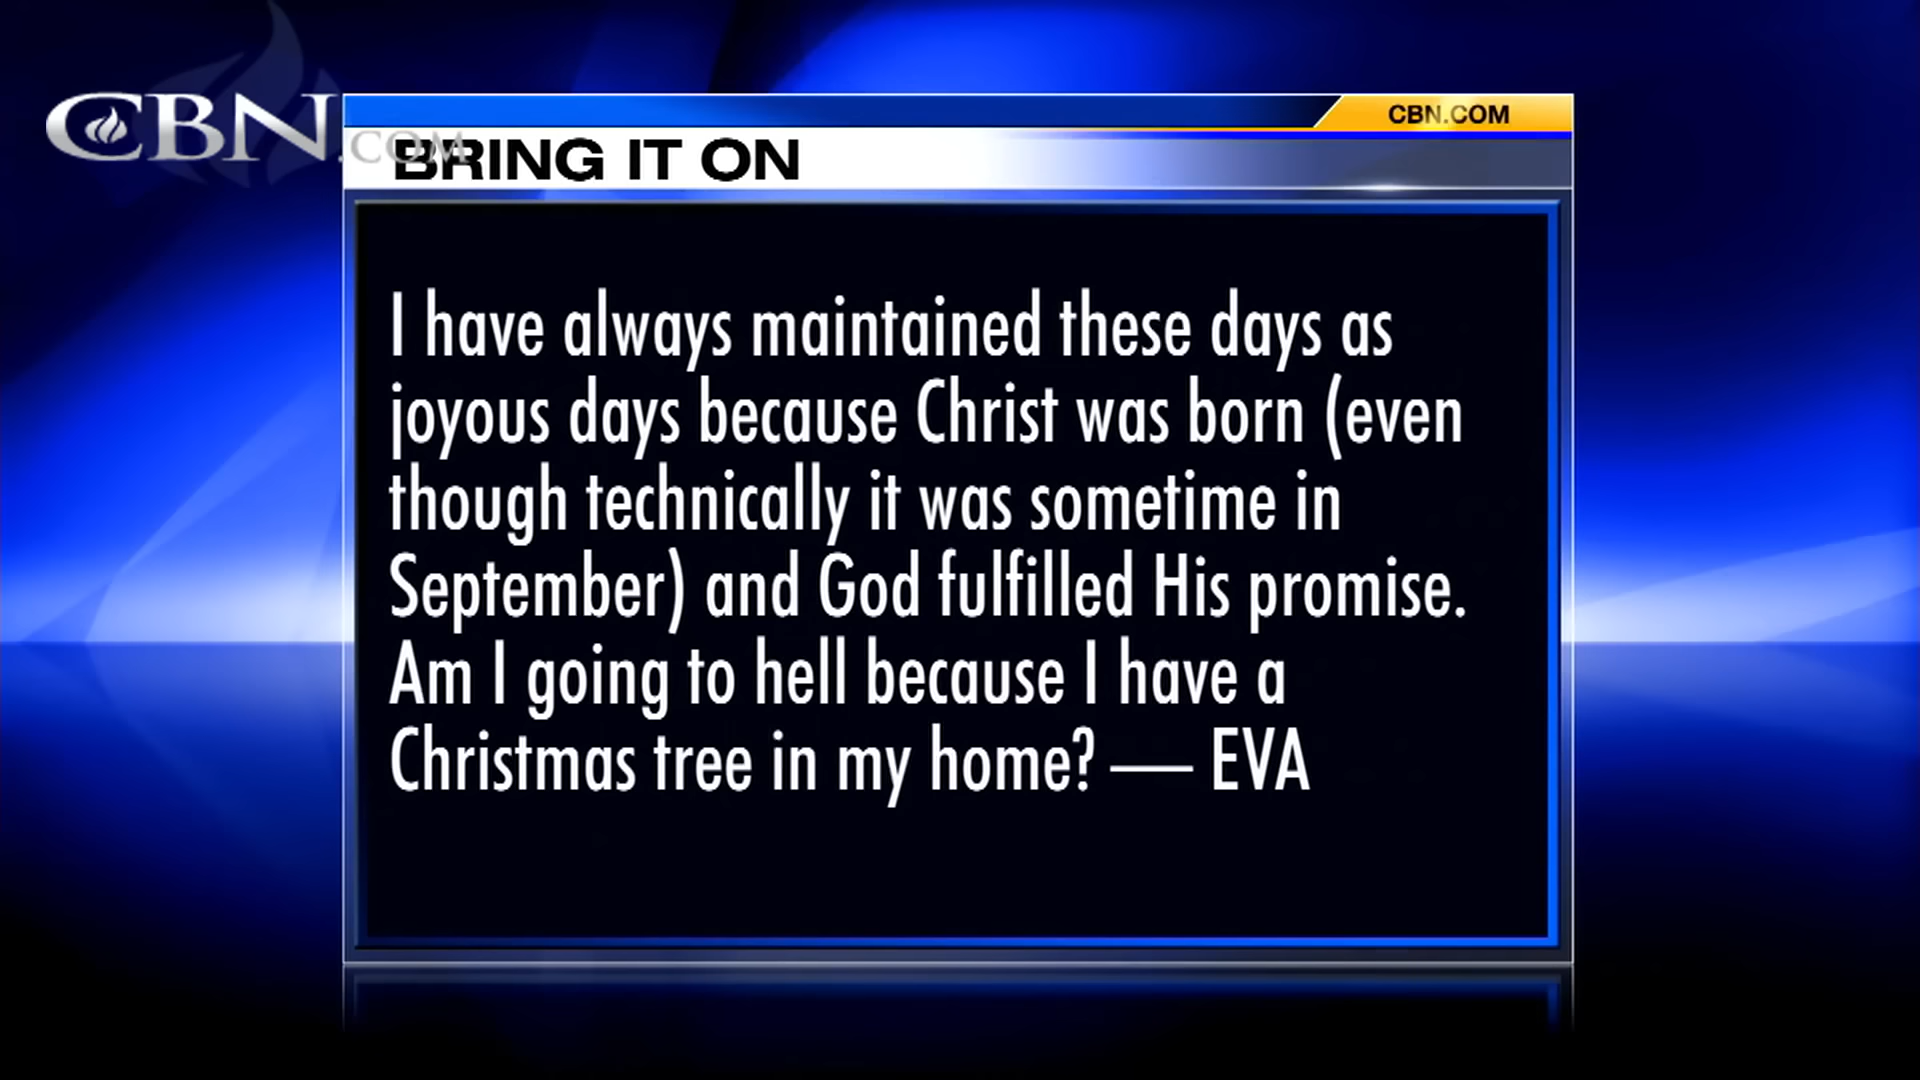 CBN.COM
CBN.COM
BRING IT ON
I have always maintained these days as
joyous days because Christ was born (even
though technically it was sometime in
September) and God fulfilled His promise.
Am I going to hell because I have a
Christmas tree in my home? — EVA